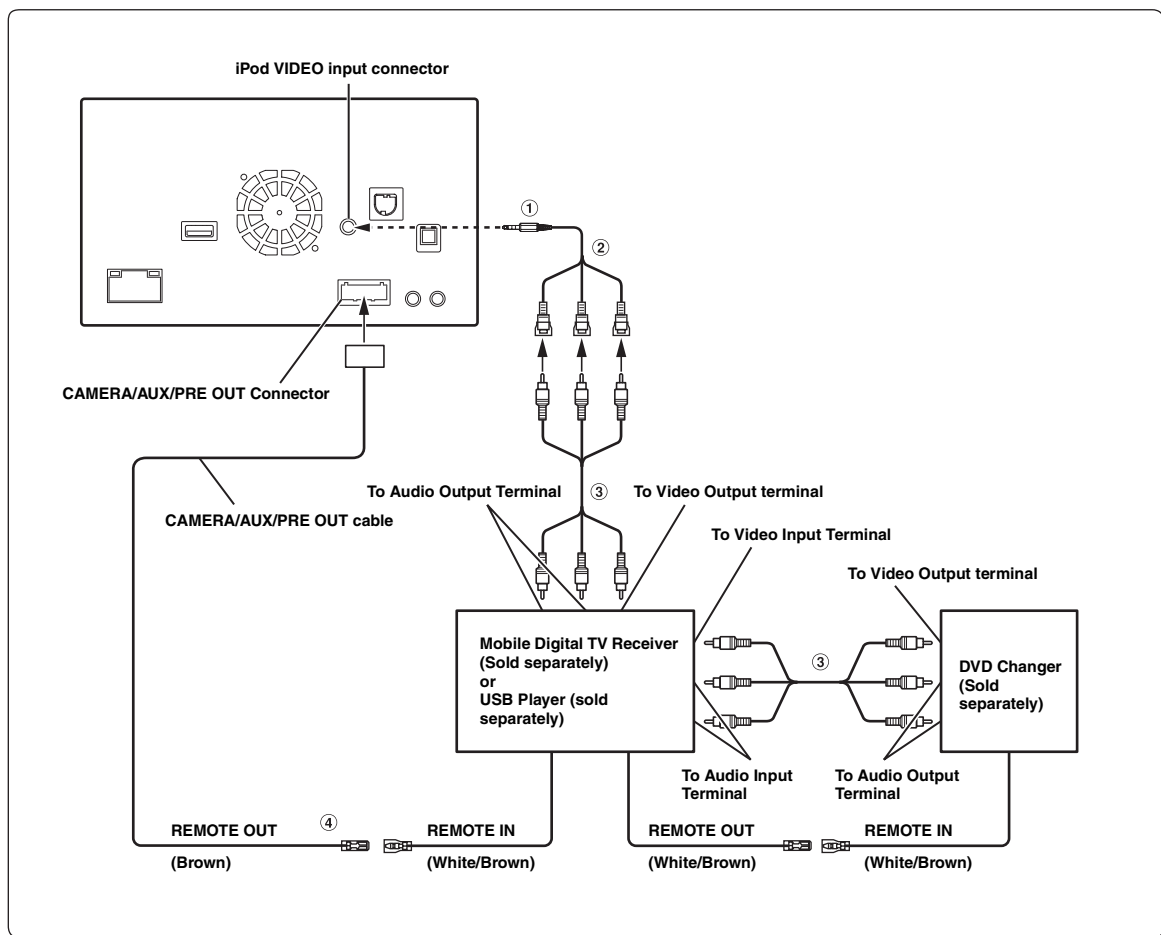 iPod VIDEO input connector
①
②
CAMERA/AUX/PRE OUT Connector
To Audio Output Terminal
③
To Video Output terminal
CAMERA/AUX/PRE OUT cable
To Video Input Terminal
To Video Output terminal
Mobile Digital TV Receiver
(Sold separately)
or
USB Player (sold
separately)
③
DVD Changer
(Sold
separately)
To Audio Input
Terminal
To Audio Output
Terminal
REMOTE OUT
(Brown)
④
REMOTE IN
(White/Brown)
REMOTE OUT
(White/Brown)
REMOTE IN
(White/Brown)